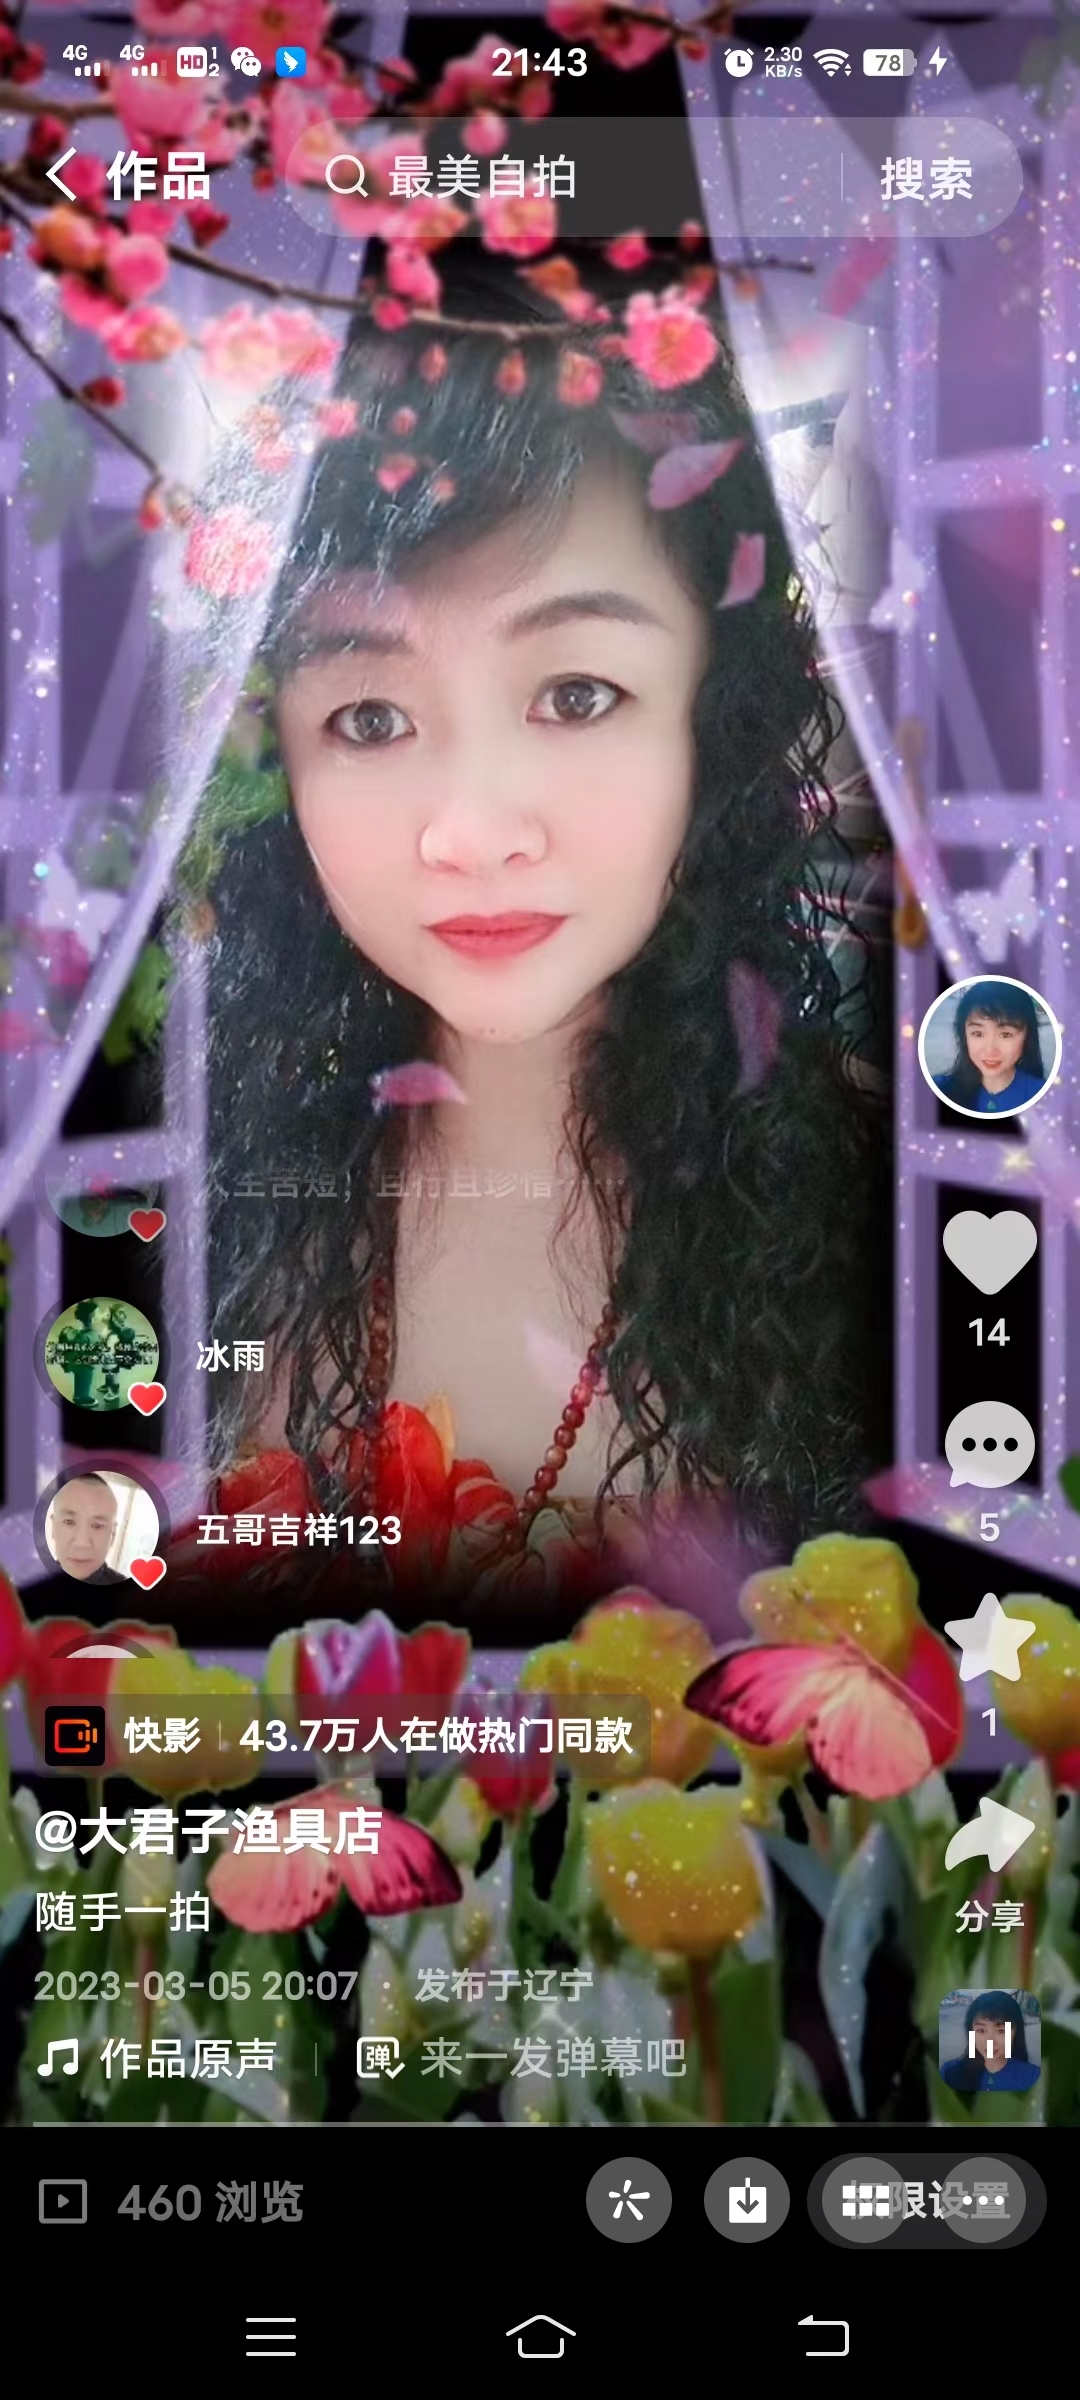 4G 4G HD 1 2 21:43 2.30 KB/s 78
作品 最美自拍 搜索
人生苦短，且行且珍惜……
冰雨
14
五哥吉祥123
5
快影 43.7万人在做热门同款
1
@大君子渔具店
随手一拍
分享
2023-03-05 20:07 · 发布于辽宁
作品原声 弹 来一发弹幕吧
460 浏览 权限设置